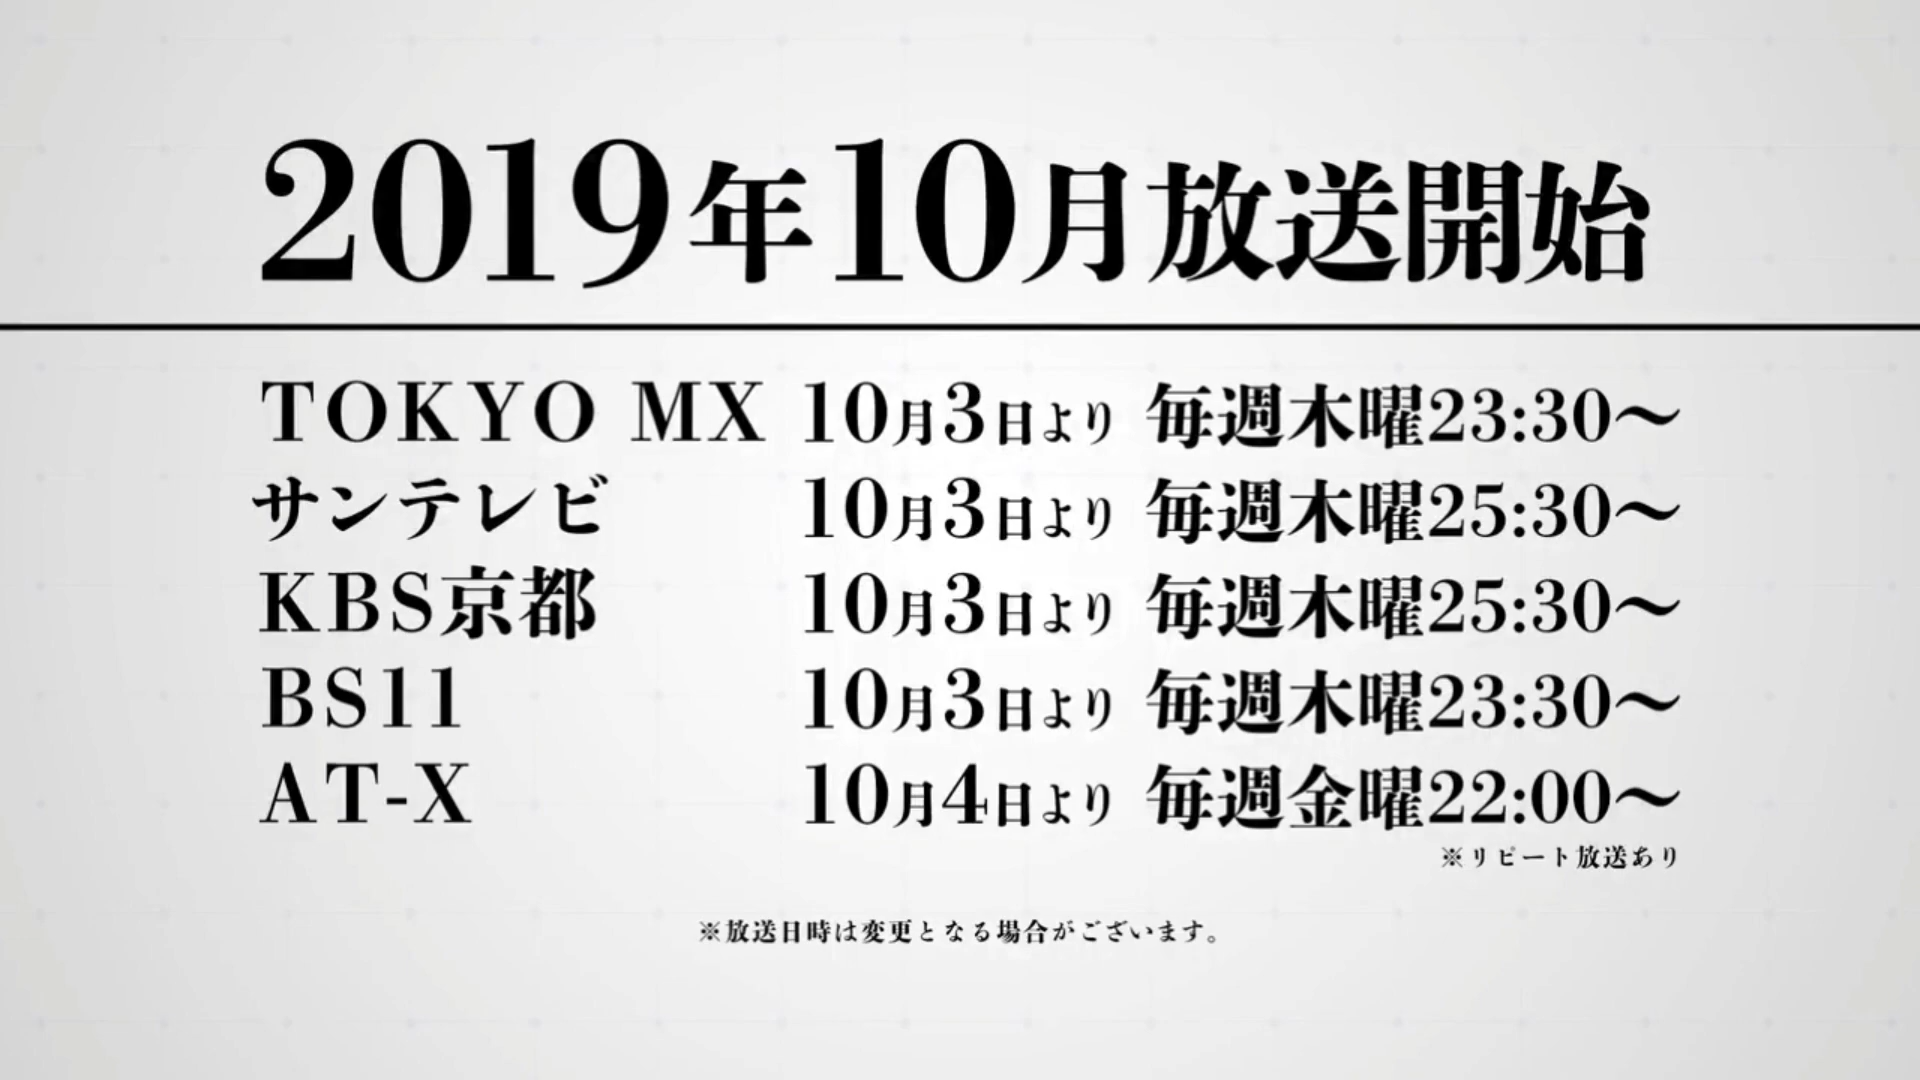 2019年10月放送開始
TOKYO MX 10月3日より 毎週木曜23:30～
サンテレビ 10月3日より 毎週木曜25:30～
KBS京都 10月3日より 毎週木曜25:30～
BS11 10月3日より 毎週木曜23:30～
AT-X 10月4日より 毎週金曜22:00～
※リピート放送あり
※放送日時は変更となる場合がございます。